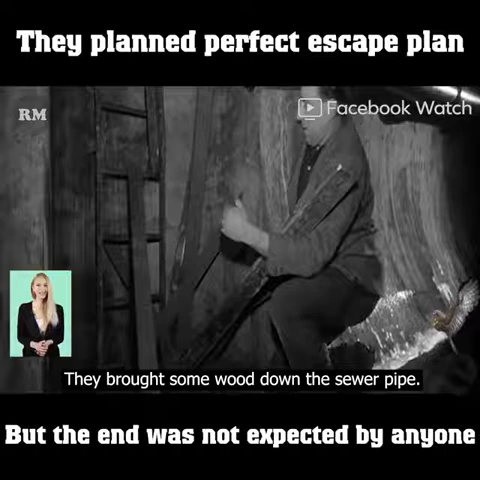 They planned perfect escape plan
RM
Facebook Watch
They brought some wood down the sewer pipe.
But the end was not expected by anyone